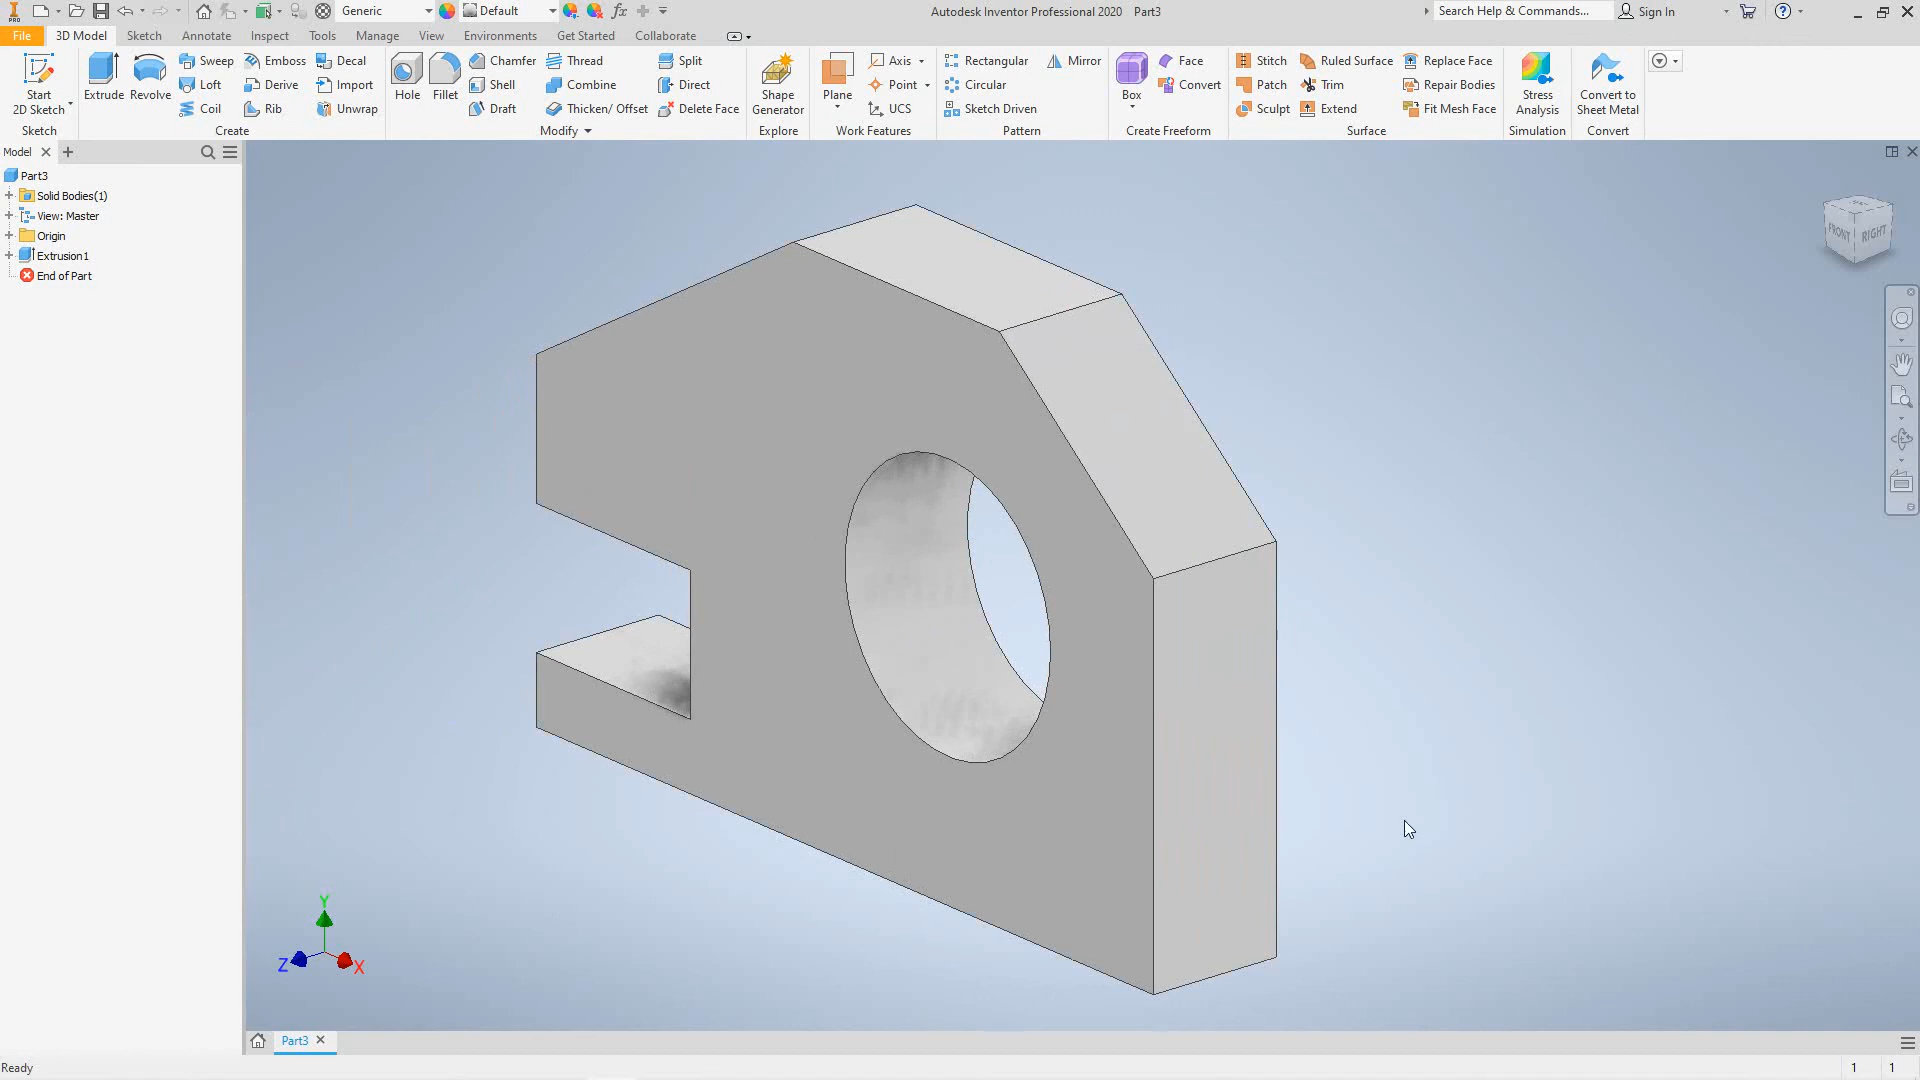 PRO
Generic
Default
fx
Autodesk Inventor Professional 2020 Part3
Search Help & Commands...
Sign In
File 3D Model Sketch Annotate Inspect Tools Manage View Environments Get Started Collaborate
Start
2D Sketch
Sketch
Extrude
Revolve
Sweep Emboss Decal
Loft Derive Import
Coil Rib Unwrap
Create
Hole
Fillet
Chamfer Thread Split
Shell Combine Direct
Draft Thicken/ Offset Delete Face
Modify
Shape
Generator
Explore
Plane
Axis
Point
UCS
Work Features
Rectangular Mirror
Circular
Sketch Driven
Pattern
Box
Face
Convert
Create Freeform
Stitch Ruled Surface Replace Face
Patch Trim Repair Bodies
Sculpt Extend Fit Mesh Face
Surface
Stress
Analysis
Simulation
Convert to
Sheet Metal
Convert
Model
Part3
Solid Bodies(1)
View: Master
Origin
Extrusion1
End of Part
FRONT RIGHT
Y
Z
X
Part3
Ready
1 1